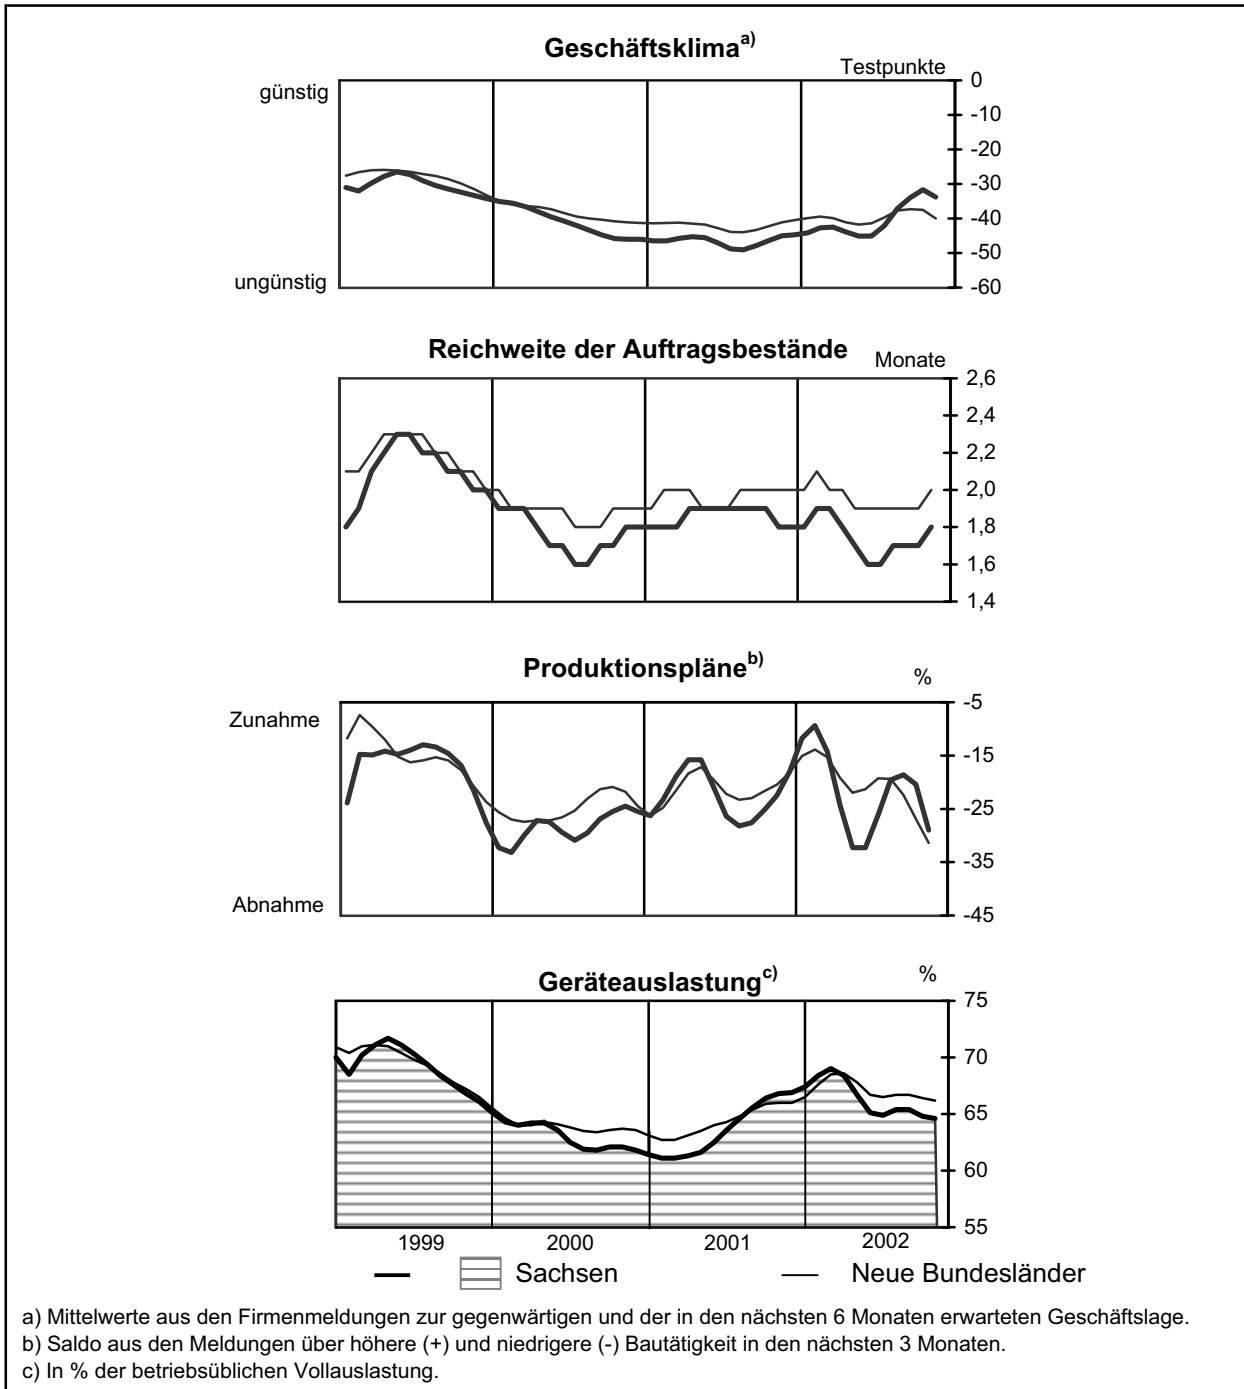 Geschäftsklima a)
Testpunkte
günstig
ungünstig
0
-10
-20
-30
-40
-50
-60
Reichweite der Auftragsbestände
Monate
2,6
2,4
2,2
2,0
1,8
1,6
1,4
Produktionspläne b)
%
Zunahme
Abnahme
-5
-15
-25
-35
-45
Geräteauslastung c)
%
75
70
65
60
55
1999 2000 2001 2002
Sachsen Neue Bundesländer
a) Mittelwerte aus den Firmenmeldungen zur gegenwärtigen und der in den nächsten 6 Monaten erwarteten Geschäftslage.
b) Saldo aus den Meldungen über höhere (+) und niedrigere (-) Bautätigkeit in den nächsten 3 Monaten.
c) In % der betriebsüblichen Vollauslastung.